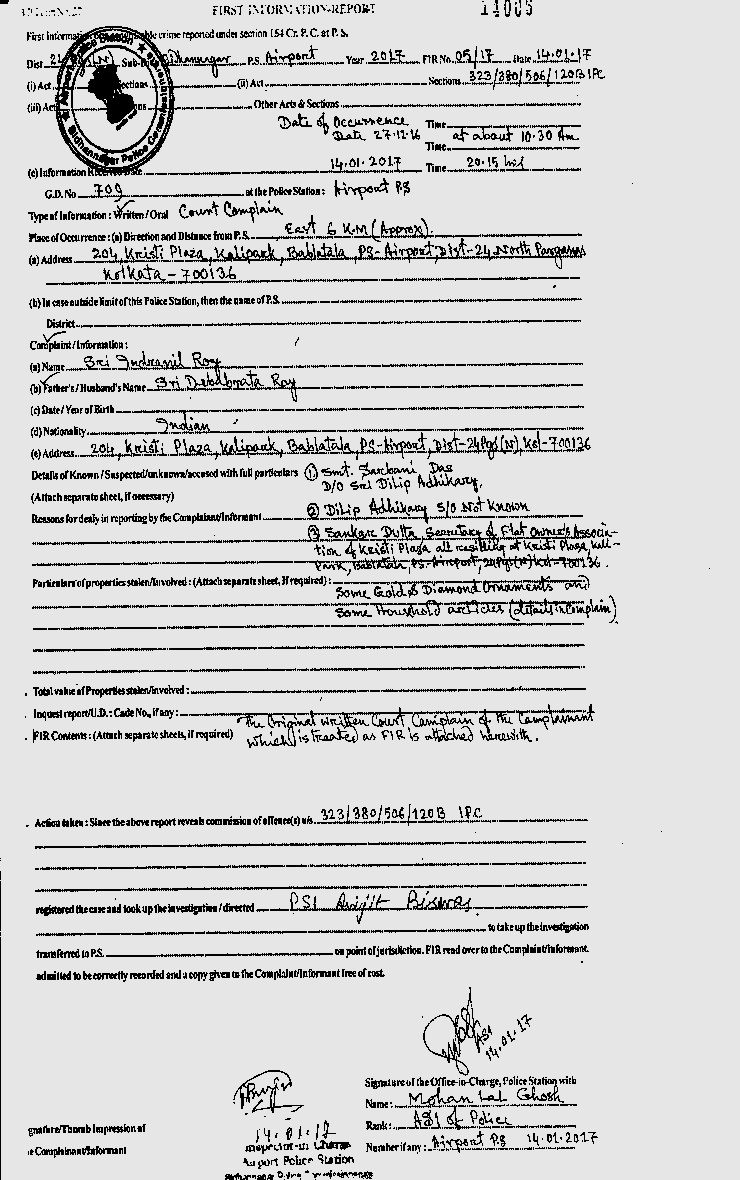 FIRST INFORMATION-REPORT
14005
First Information cognizable crime reported under section 154 Cr. P. C. at P. S.
Dist 24 (N) Sub-Div. Bidhannagar P.S. Airport Year 2017 FIR No. 05/17 Date 14.01.17
(i) Act Sections (ii) Act Sections 323/380/506/120B IPC
(iii) Act Sections Other Acts & Sections
Date of Occurrence Time
Date 27.12.16 at about 10.30 Am
Time
(c) Information Received Date 14.01.2017 Time 20.15 hrs
G.D. No 709 at the Police Station: Airport PS
Type of Information: Written / Oral Court Complain
Place of Occurrence: (a) Direction and Distance from P.S. East 6 K.M (Approx).
(a) Address 204, Kristi Plaza, Kalipark, Bablatala, PS-Airport, Dist-24 North Parganas
Kolkata-700136
(b) In case outside limit of this Police Station, then the name of P.S.
District
Complaint / Information:
(a) Name Sri Indranil Roy
(b) Father's / Husband's Name Sri Debabrata Roy
(c) Date / Year of Birth
(d) Nationality Indian
(e) Address 204, Kristi Plaza, Kalipark, Bablatala, PS-Airport, Dist-24Pgs(N), Kol-700136
Details of Known / Suspected/unknown/accused with full particulars ① Smt. Sarbani Das
D/O Sri Dilip Adhikary.
(Attach separate sheet, if necessary)
Reasons for dealy in reporting by the Complaint/Informant ② Dilip Adhikary S/O Not Known
③ Sankar Dutta, Secretary of Flat Owner's Associa-
tion of Kristi Plaza all residing at Kristi Plaza, Kali-
Park, Bablatala, PS-Airport, 24Pgs(N) Kol-700136.
Particulars of properties stolen/involved: (Attach separate sheet, If required):
Some Gold & Diamond Ornaments and
Some Household articles (details in Complain)
Total value of Properties stolen/involved:
Inquest report/U.D.: Cade No., if any:
The Original written Court Complain of the Complainant
FIR Contents: (Attach separate sheets, if required) which is treated as FIR is attached herewith.
Action taken: Since the above report reveals commission of offence(s) u/s 323/380/506/120B IPC
registered the case and took up the investigation / directed PSI Avijit Biswas
to take up the investigation
transferred to P.S. on point of jurisdiction. FIR read over to the Complaint/Informant.
admitted to be correctly recorded and a copy given to the Complaint/Informant free of cost.
ASI
14.01.17
Signature of the Office-in-Charge, Police Station with
Name: Mohan Lal Ghosh
Rank: ASI of Police
Number if any: Airport PS 14.01.2017
gnature/Thumb Impression of
e Complainant/Informant
14.01.17
Inspector-in Charge
Airport Police Station
Bidhannagar Police Commissionerate